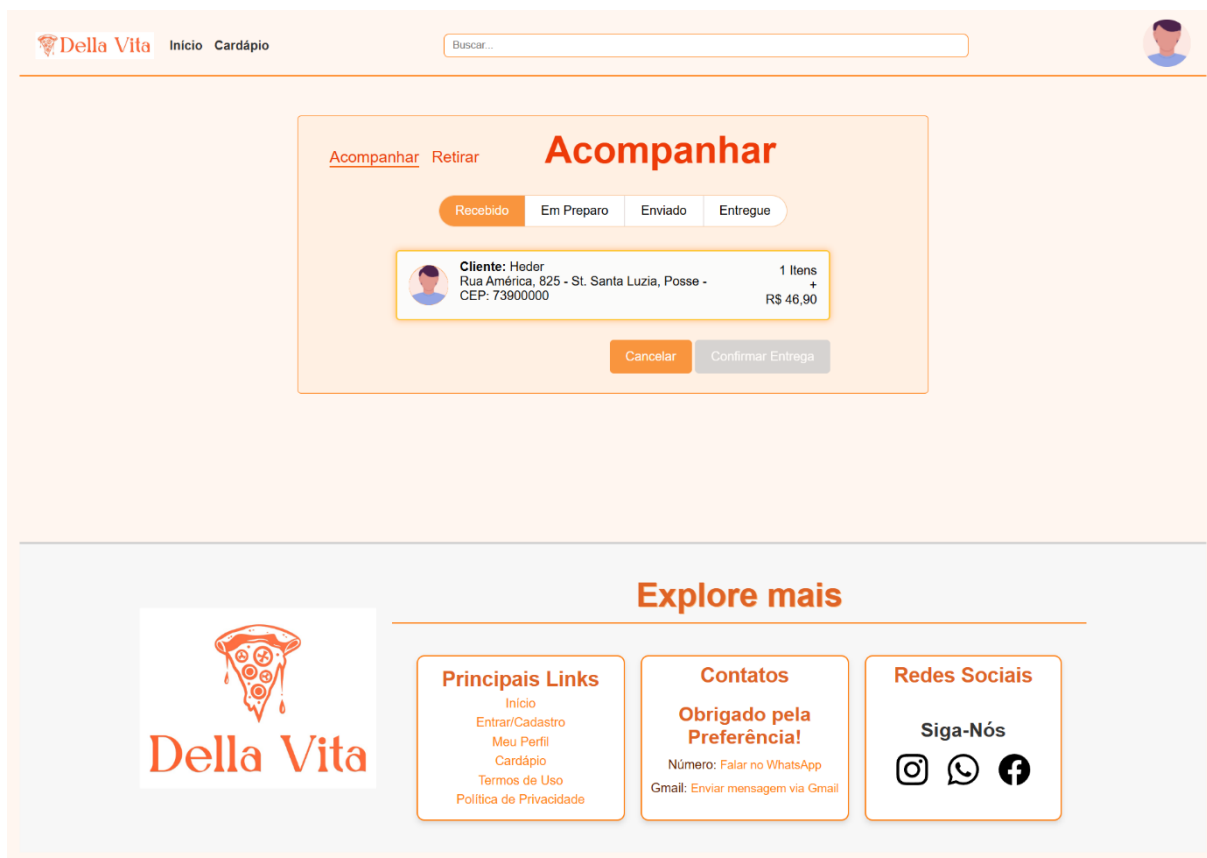 Della Vita Início Cardápio Buscar...
Acompanhar Retirar Acompanhar
Recebido Em Preparo Enviado Entregue
Cliente: Heder
Rua América, 825 - St. Santa Luzia, Posse -
CEP: 73900000
1 Itens
+
R$ 46,90
Cancelar Confirmar Entrega
Della Vita
Explore mais
Principais Links
Início
Entrar/Cadastro
Meu Perfil
Cardápio
Termos de Uso
Política de Privacidade
Contatos
Obrigado pela
Preferência!
Número: Falar no WhatsApp
Gmail: Enviar mensagem via Gmail
Redes Sociais
Siga-Nós